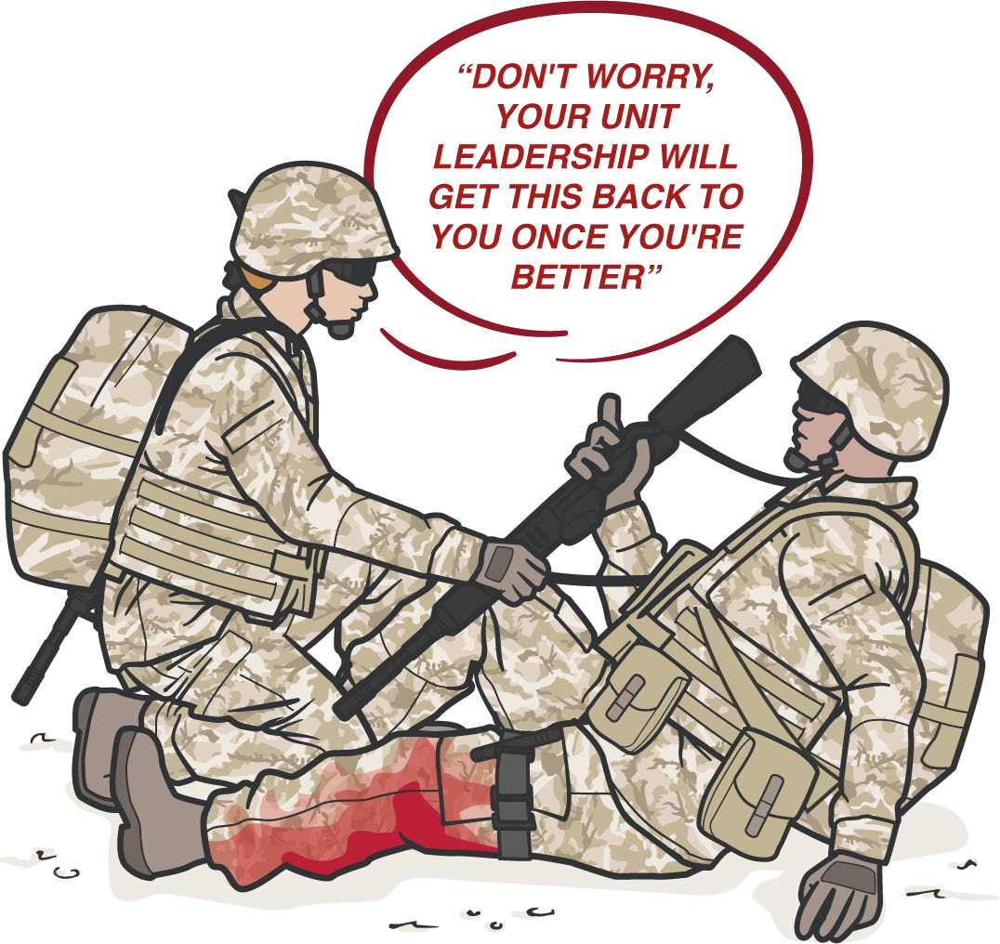 “DON'T WORRY,
YOUR UNIT
LEADERSHIP WILL
GET THIS BACK TO
YOU ONCE YOU'RE
BETTER”